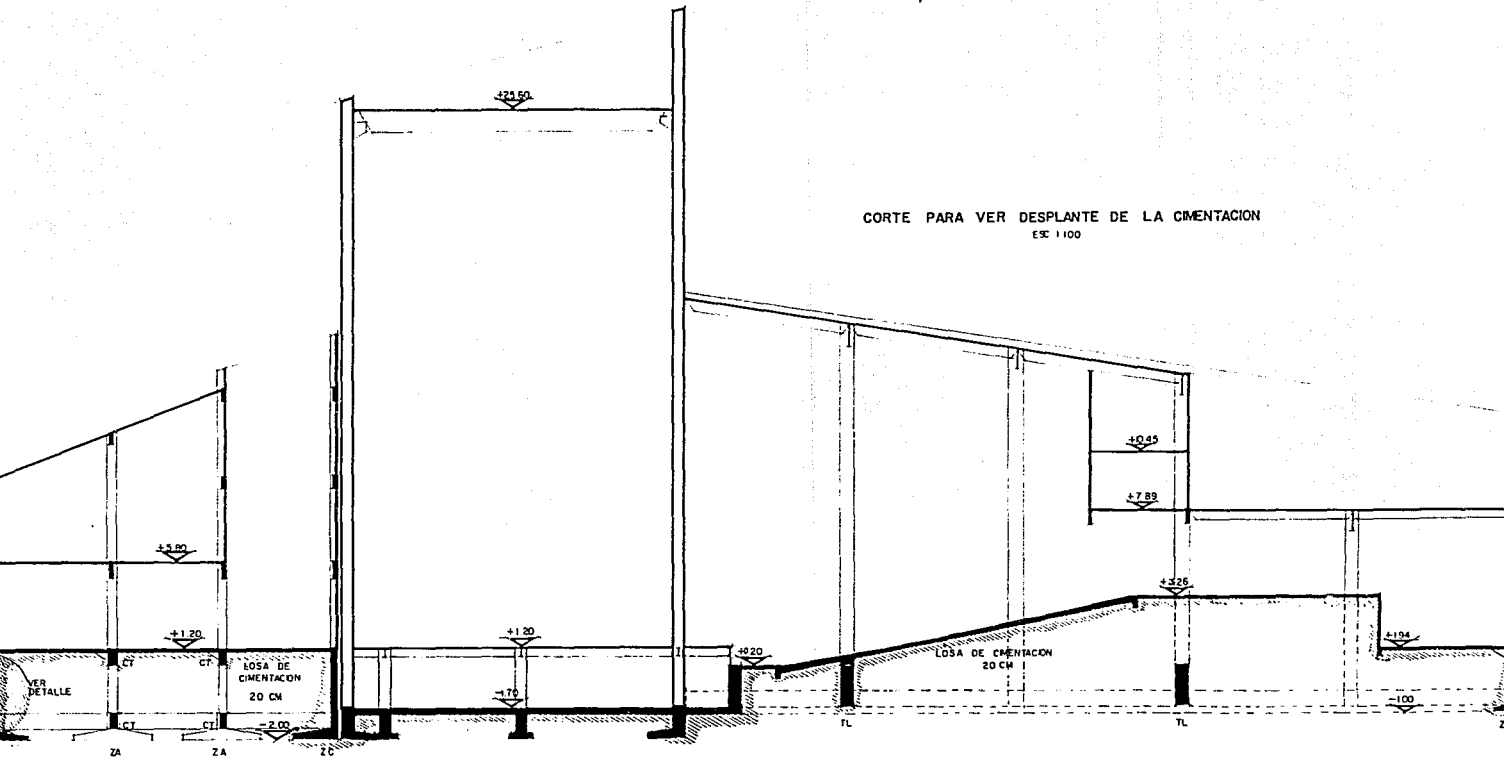 +25.60
CORTE PARA VER DESPLANTE DE LA CIMENTACION
ESC 1:100
+10.45
+7.89
+5.80
+3.26
+1.20
+1.20
+0.20
+1.94
CT
CT
LOSA DE
CIMENTACION
20 CM
LOSA DE CIMENTACION
20 CM
VER
DETALLE
-1.70
-1.00
CT
CT
-2.00
TL
TL
ZA
ZA
ZC